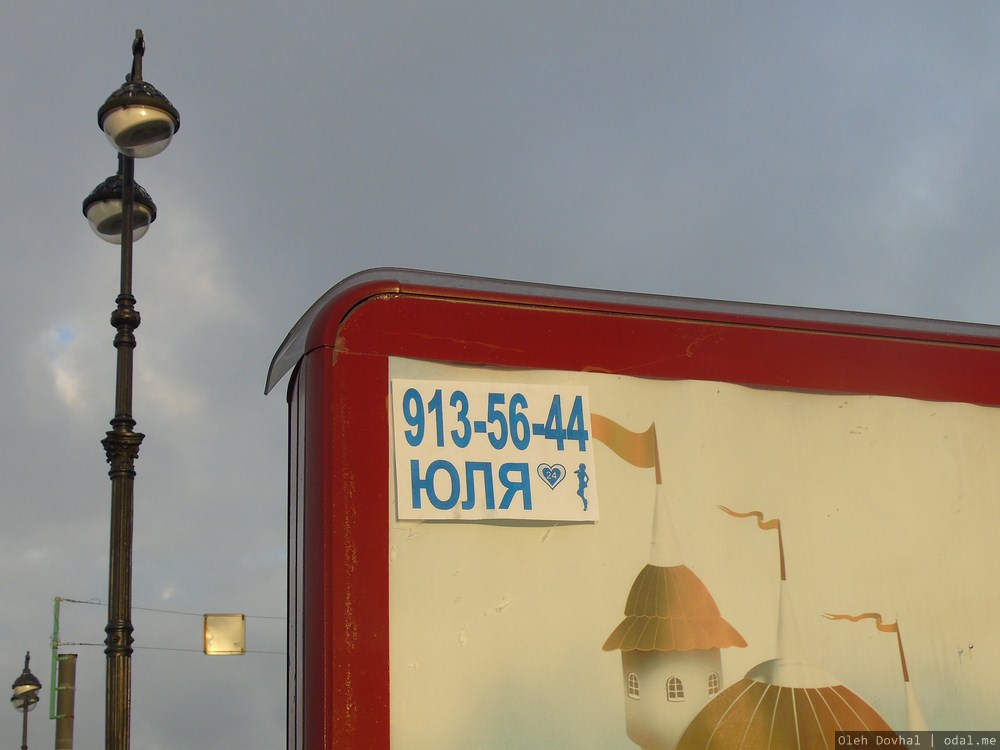 913-56-44
ЮЛЯ
24
Oleh Dovhal | odal.me